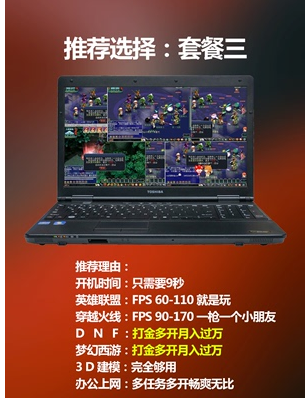 推荐选择：套餐三
TOSHIBA
推荐理由：
开机时间：只需要9秒
英雄联盟：FPS 60-110 就是玩
穿越火线：FPS 90-170 一枪一个小朋友
D N F：打金多开月入过万
梦幻西游：打金多开月入过万
3D建模：完全够用
办公上网：多任务多开畅爽无比